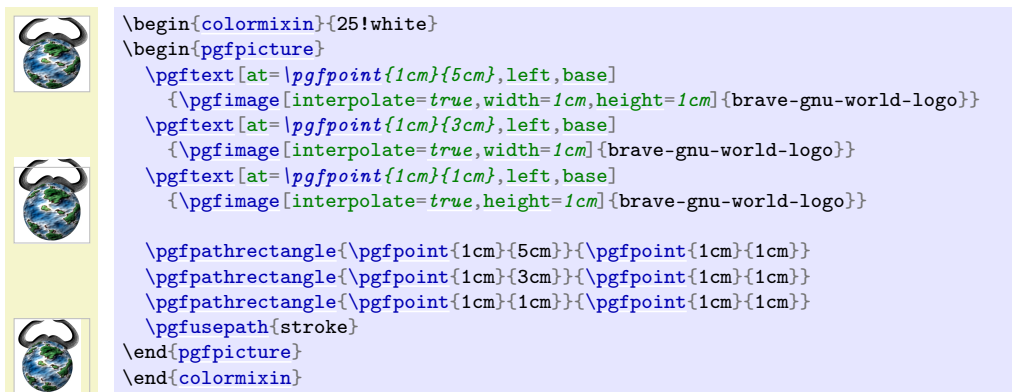 \begin{colormixin}{25!white}
\begin{pgfpicture}
  \pgftext[at=\pgfpoint{1cm}{5cm},left,base]
    {\pgfimage[interpolate=true,width=1cm,height=1cm]{brave-gnu-world-logo}}
  \pgftext[at=\pgfpoint{1cm}{3cm},left,base]
    {\pgfimage[interpolate=true,width=1cm]{brave-gnu-world-logo}}
  \pgftext[at=\pgfpoint{1cm}{1cm},left,base]
    {\pgfimage[interpolate=true,height=1cm]{brave-gnu-world-logo}}

  \pgfpathrectangle{\pgfpoint{1cm}{5cm}}{\pgfpoint{1cm}{1cm}}
  \pgfpathrectangle{\pgfpoint{1cm}{3cm}}{\pgfpoint{1cm}{1cm}}
  \pgfpathrectangle{\pgfpoint{1cm}{1cm}}{\pgfpoint{1cm}{1cm}}
  \pgfusepath{stroke}
\end{pgfpicture}
\end{colormixin}